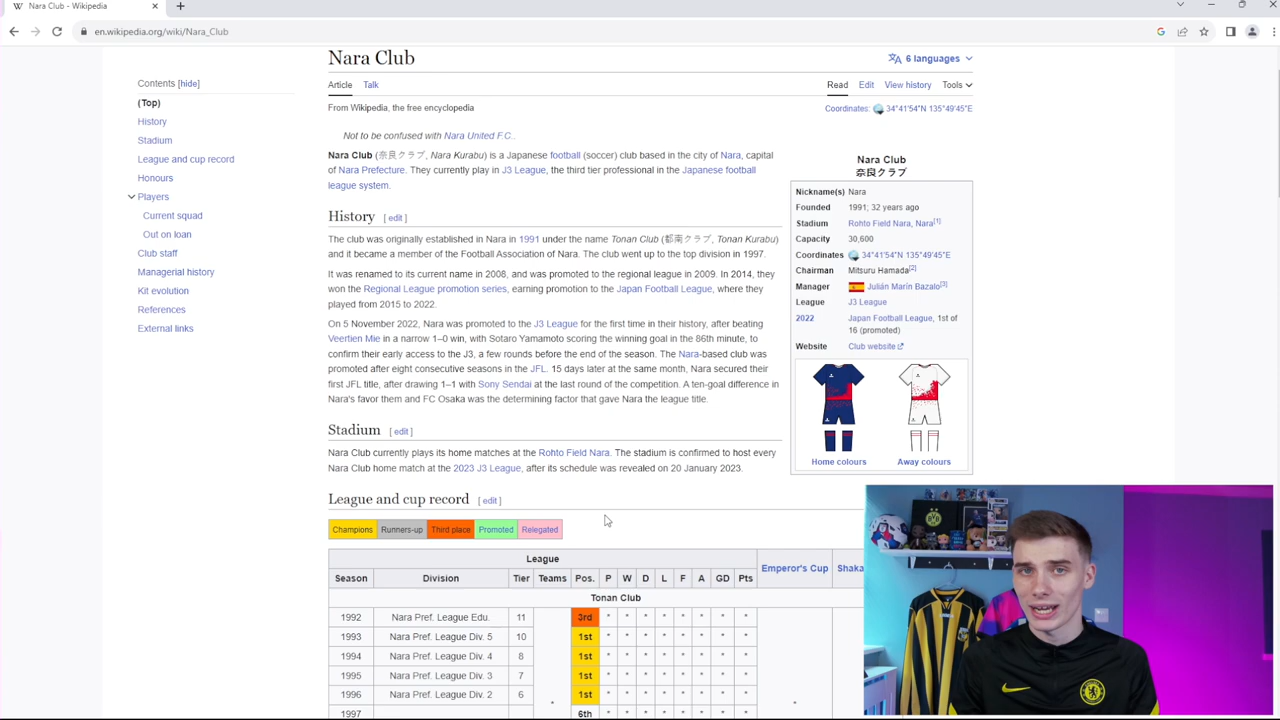 Nara Club - Wikipedia
en.wikipedia.org/wiki/Nara_Club
Nara Club
6 languages
Article Talk
Read Edit View history Tools
From Wikipedia, the free encyclopedia
Coordinates: 34°41′54″N 135°49′45″E
Contents [hide]
(Top)
History
Stadium
League and cup record
Honours
Players
Current squad
Out on loan
Club staff
Managerial history
Kit evolution
References
External links
Not to be confused with Nara United F.C..
Nara Club (奈良クラブ, Nara Kurabu) is a Japanese football (soccer) club based in the city of Nara, capital
of Nara Prefecture. They currently play in J3 League, the third tier professional in the Japanese football
league system.
History [ edit ]
The club was originally established in Nara in 1991 under the name Tonan Club (都南クラブ, Tonan Kurabu)
and it became a member of the Football Association of Nara. The club went up to the top division in 1997.
It was renamed to its current name in 2008, and was promoted to the regional league in 2009. In 2014, they
won the Regional League promotion series, earning promotion to the Japan Football League, where they
played from 2015 to 2022.
On 5 November 2022, Nara was promoted to the J3 League for the first time in their history, after beating
Veertien Mie in a narrow 1–0 win, with Sotaro Yamamoto scoring the winning goal in the 86th minute, to
confirm their early access to the J3, a few rounds before the end of the season. The Nara-based club was
promoted after eight consecutive seasons in the JFL. 15 days later at the same month, Nara secured their
first JFL title, after drawing 1–1 with Sony Sendai at the last round of the competition. A ten-goal difference in
Nara's favor them and FC Osaka was the determining factor that gave Nara the league title.
Stadium [ edit ]
Nara Club currently plays its home matches at the Rohto Field Nara. The stadium is confirmed to host every
Nara Club home match at the 2023 J3 League, after its schedule was revealed on 20 January 2023.
Nara Club
奈良クラブ
Nickname(s) Nara
Founded 1991; 32 years ago
Stadium Rohto Field Nara, Nara[1]
Capacity 30,600
Coordinates 34°41′54″N 135°49′45″E
Chairman Mitsuru Hamada[2]
Manager Julián Marín Bazalo[3]
League J3 League
2022 Japan Football League, 1st of
16 (promoted)
Website Club website
Home colours Away colours
League and cup record [ edit ]
Champions Runners-up Third place Promoted Relegated
League
Emperor's Cup Shaka
Season Division Tier Teams Pos. P W D L F A GD Pts
Tonan Club
1992 Nara Pref. League Edu. 11 3rd * * * * * * * *
1993 Nara Pref. League Div. 5 10 1st * * * * * * * *
1994 Nara Pref. League Div. 4 8 1st * * * * * * * *
1995 Nara Pref. League Div. 3 7 1st * * * * * * * *
1996 Nara Pref. League Div. 2 6 1st * * * * * * * *
1997 * 6th * * * * * * * * *